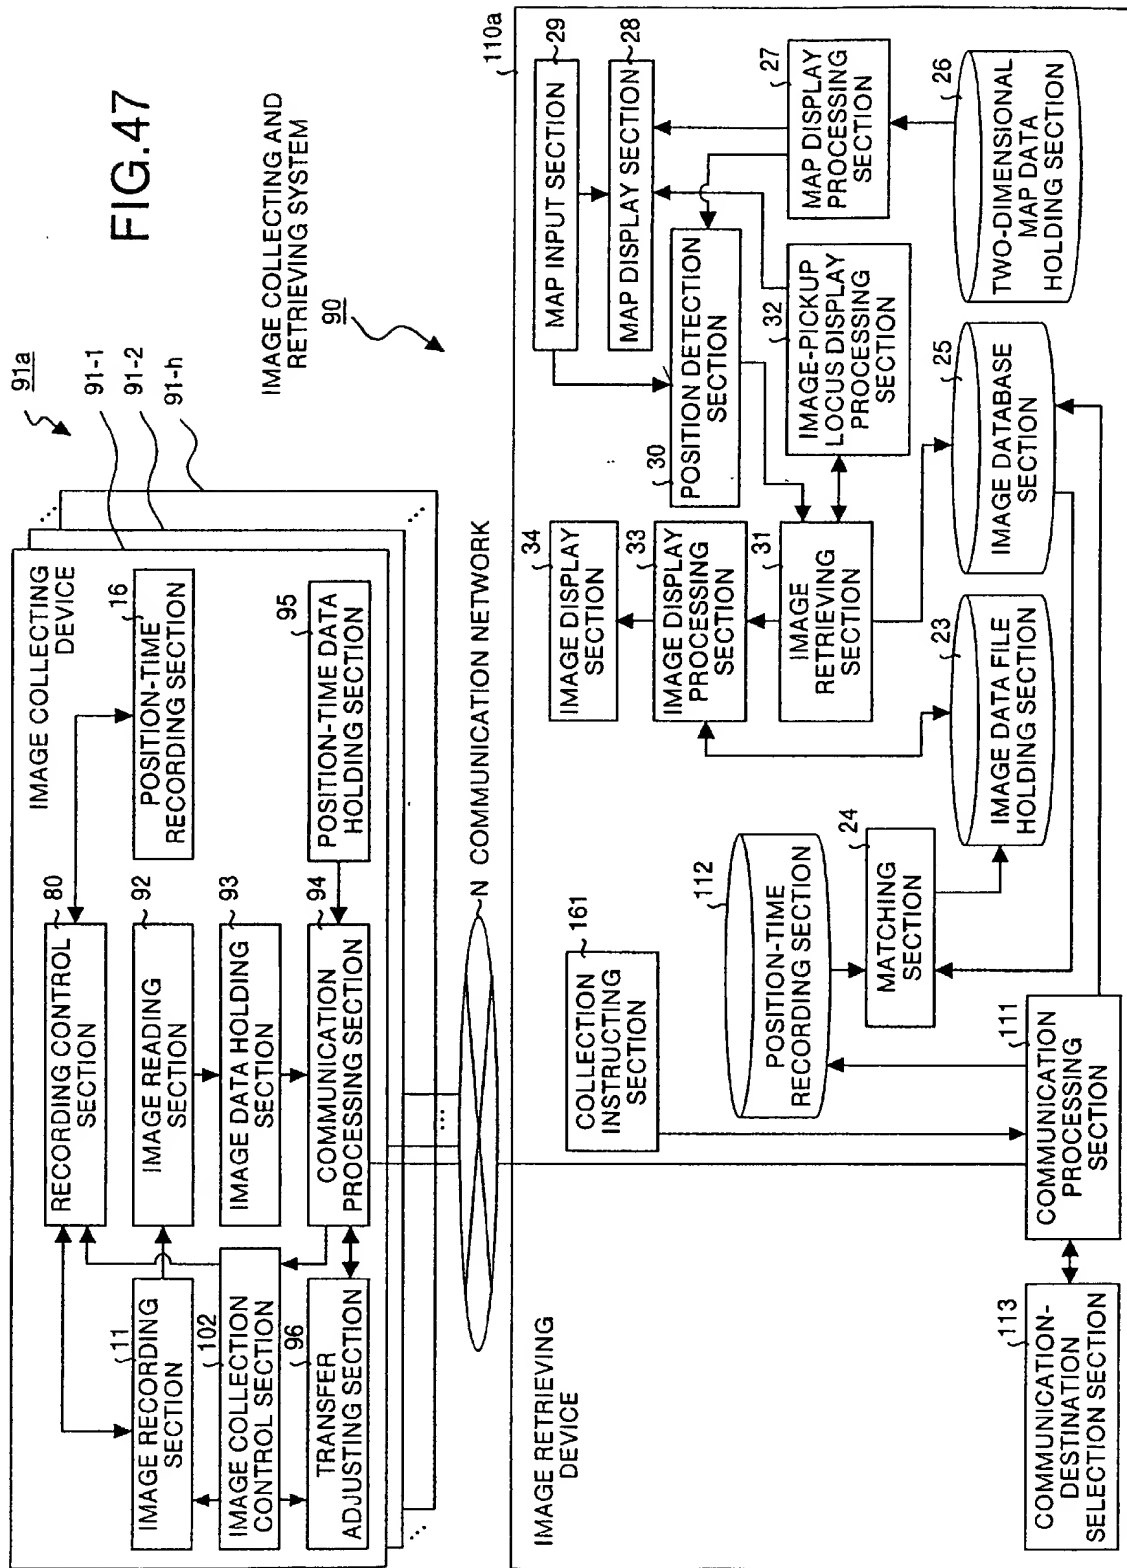 FIG.47
IMAGE COLLECTING AND
RETRIEVING SYSTEM
90
91a
91-1
91-2
91-h
IMAGE COLLECTING
DEVICE
80
RECORDING CONTROL
SECTION
16
POSITION-TIME
RECORDING SECTION
11
IMAGE RECORDING
SECTION
92
IMAGE READING
SECTION
102
IMAGE COLLECTION
CONTROL SECTION
93
IMAGE DATA HOLDING
SECTION
96
TRANSFER
ADJUSTING SECTION
94
COMMUNICATION
PROCESSING SECTION
95
POSITION-TIME DATA
HOLDING SECTION
...
...
...
...
N COMMUNICATION NETWORK
110a
IMAGE RETRIEVING
DEVICE
161
COLLECTION
INSTRUCTING
SECTION
34
IMAGE DISPLAY
SECTION
29
MAP INPUT SECTION
28
MAP DISPLAY SECTION
33
IMAGE DISPLAY
PROCESSING
SECTION
30
POSITION DETECTION
SECTION
112
POSITION-TIME
RECORDING SECTION
31
IMAGE
RETRIEVING
SECTION
32
IMAGE-PICKUP
LOCUS DISPLAY
PROCESSING
SECTION
27
MAP DISPLAY
PROCESSING
SECTION
24
MATCHING
SECTION
23
IMAGE DATA FILE
HOLDING SECTION
25
IMAGE DATABASE
SECTION
26
TWO-DIMENSIONAL
MAP DATA
HOLDING SECTION
113
COMMUNICATION-
DESTINATION
SELECTION SECTION
111
COMMUNICATION
PROCESSING
SECTION